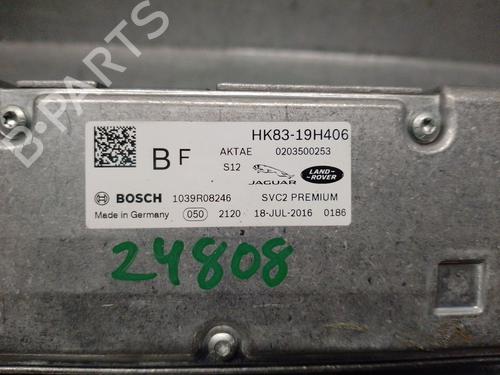 B-PARTS
HK83-19H406
B F AKTAE 0203500253
S12 JAGUAR LAND-ROVER
BOSCH 1039R08246 SVC2 PREMIUM
Made in Germany 050 2120 18-JUL-2016 0186
24808